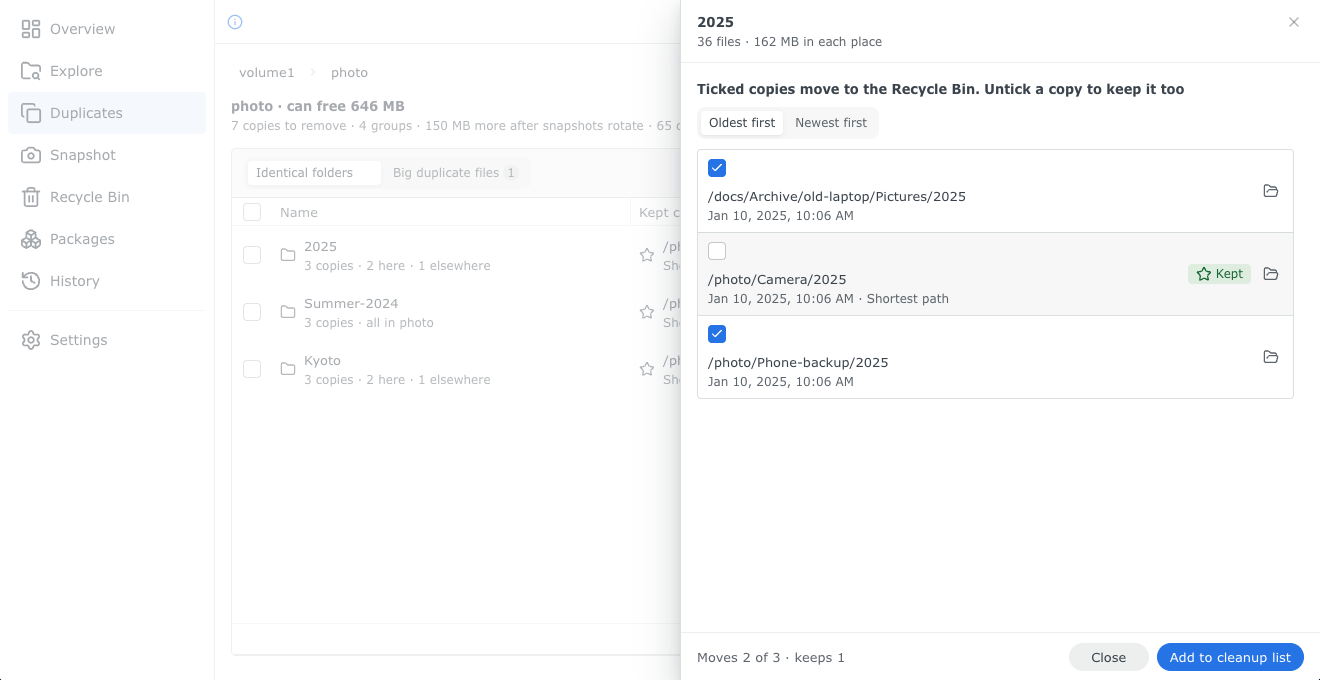 Overview
Explore
Duplicates
Snapshot
Recycle Bin
Packages
History
Settings
volume1 photo
photo · can free 646 MB
7 copies to remove · 4 groups · 150 MB more after snapshots rotate · 65
Identical folders Big duplicate files 1
Name Kept
2025
3 copies · 2 here · 1 elsewhere
Summer-2024
3 copies · all in photo
Kyoto
3 copies · 2 here · 1 elsewhere
2025
36 files · 162 MB in each place
Ticked copies move to the Recycle Bin. Untick a copy to keep it too
Oldest first Newest first
/docs/Archive/old-laptop/Pictures/2025
Jan 10, 2025, 10:06 AM
/photo/Camera/2025
Jan 10, 2025, 10:06 AM · Shortest path
Kept
/photo/Phone-backup/2025
Jan 10, 2025, 10:06 AM
Moves 2 of 3 · keeps 1
Close
Add to cleanup list